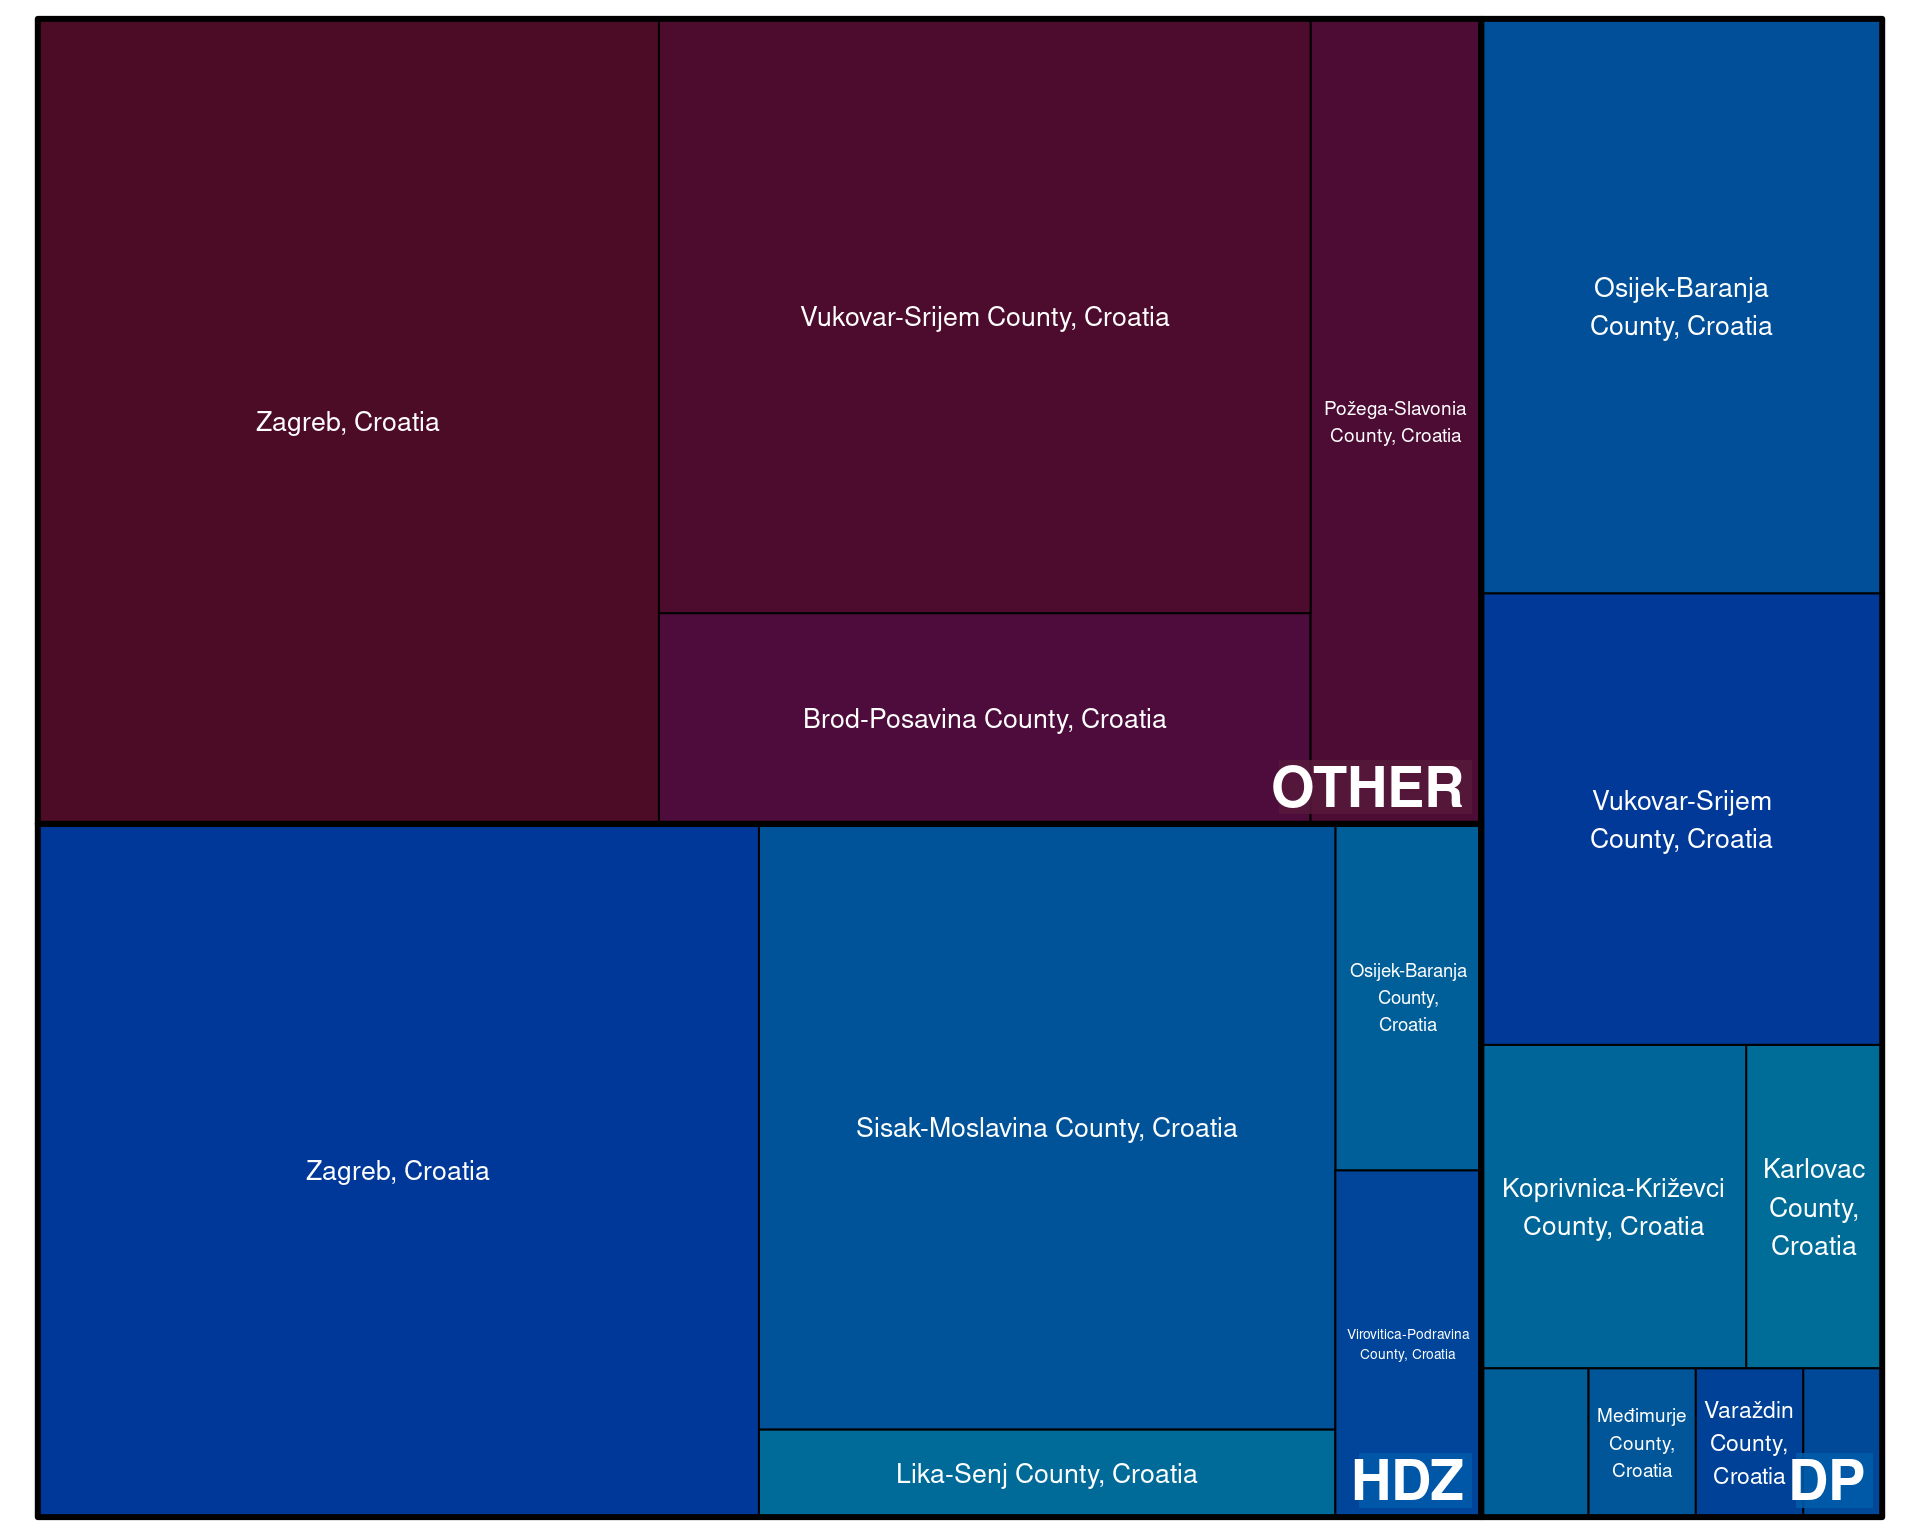 Zagreb, Croatia
Vukovar-Srijem County, Croatia
Požega-Slavonia
County, Croatia
Brod-Posavina County, Croatia
OTHER
Osijek-Baranja
County, Croatia
Vukovar-Srijem
County, Croatia
Zagreb, Croatia
Sisak-Moslavina County, Croatia
Osijek-Baranja
County,
Croatia
Virovitica-Podravina
County, Croatia
Lika-Senj County, Croatia
HDZ
Koprivnica-Križevci
County, Croatia
Karlovac
County,
Croatia
Međimurje
County,
Croatia
Varaždin
County,
Croatia
DP